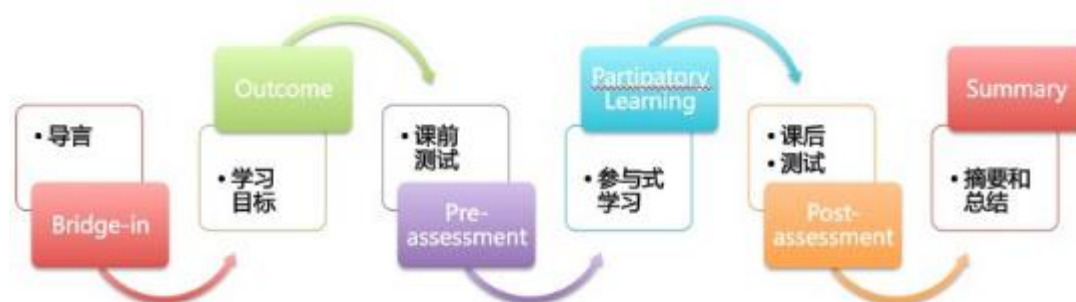 • 导言
Bridge-in
Outcome
• 学习
目标
• 课前
测试
Pre-
assessment
Partipatory
Learning
• 参与式
学习
• 课后
• 测试
Post-
assessment
Summary
• 摘要和
总结